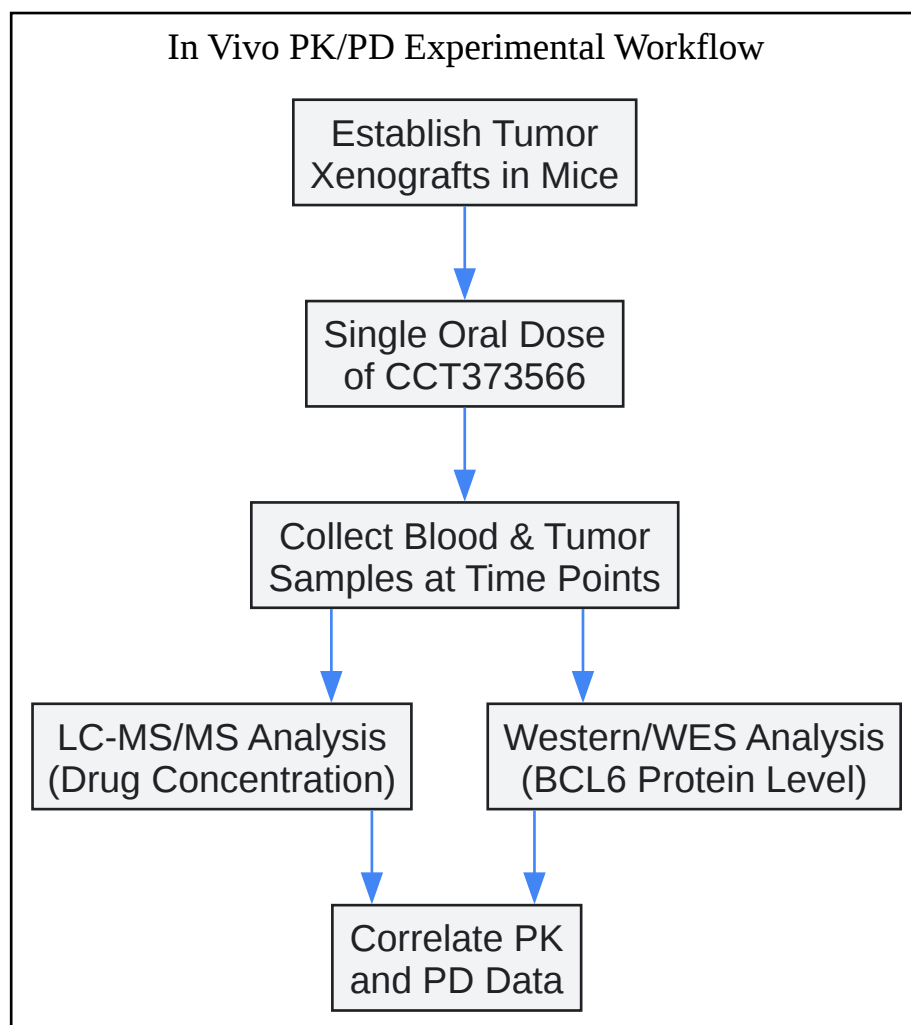 In Vivo PK/PD Experimental Workflow
Establish Tumor
Xenografts in Mice
Single Oral Dose
of CCT373566
Collect Blood & Tumor
Samples at Time Points
LC-MS/MS Analysis
(Drug Concentration)
Western/WES Analysis
(BCL6 Protein Level)
Correlate PK
and PD Data